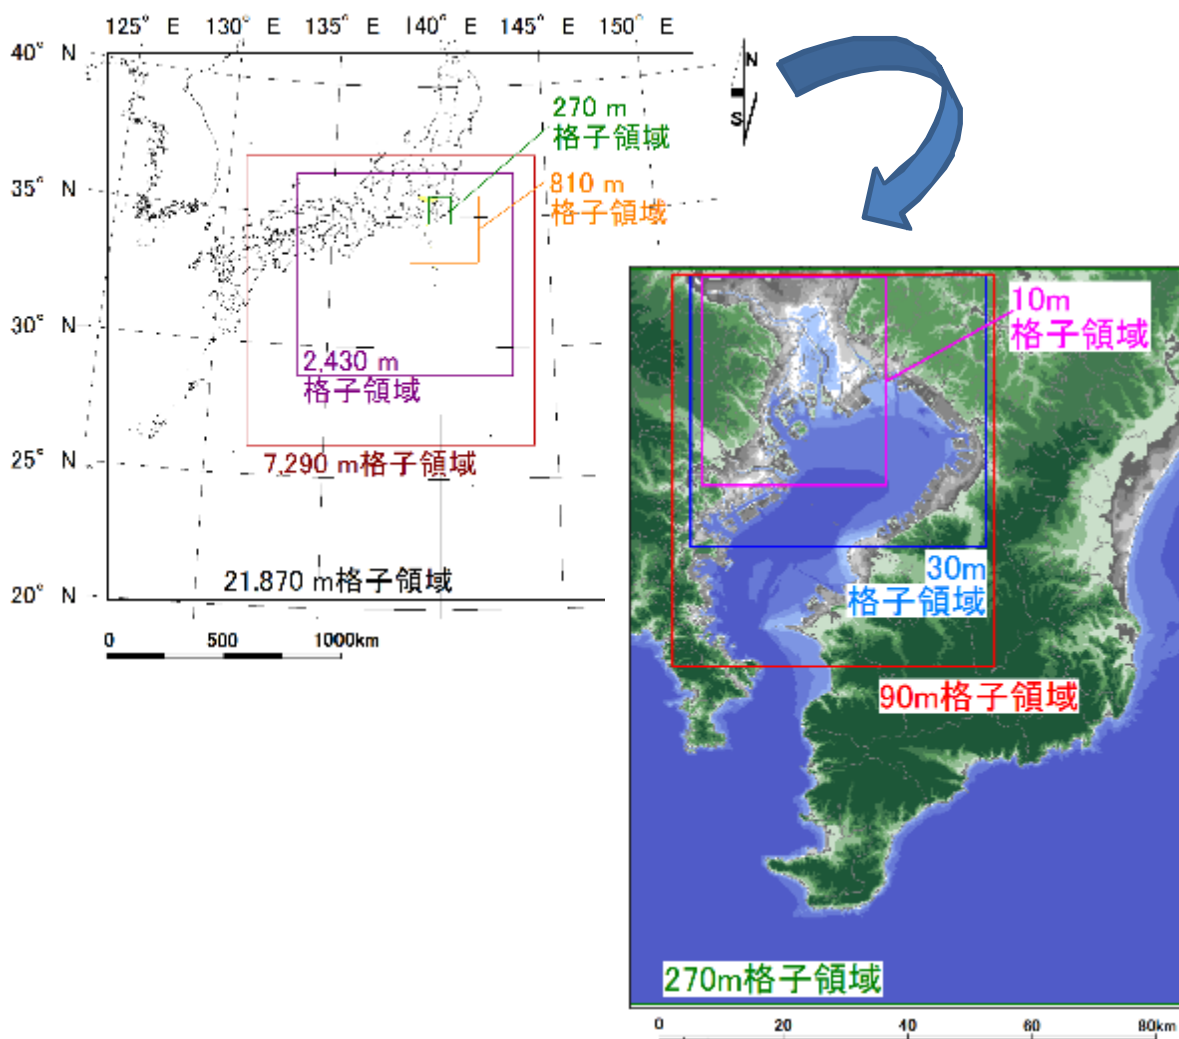 125° E 130° E 135° E 140° E 145° E 150° E
40° N
35° N
30° N
25° N
20° N
N
S
270 m
格子領域
810 m
格子領域
2,430 m
格子領域
7,290 m格子領域
21.870 m格子領域
0 500 1000km
10m
格子領域
30m
格子領域
90m格子領域
270m格子領域
0 20 40 60 80km